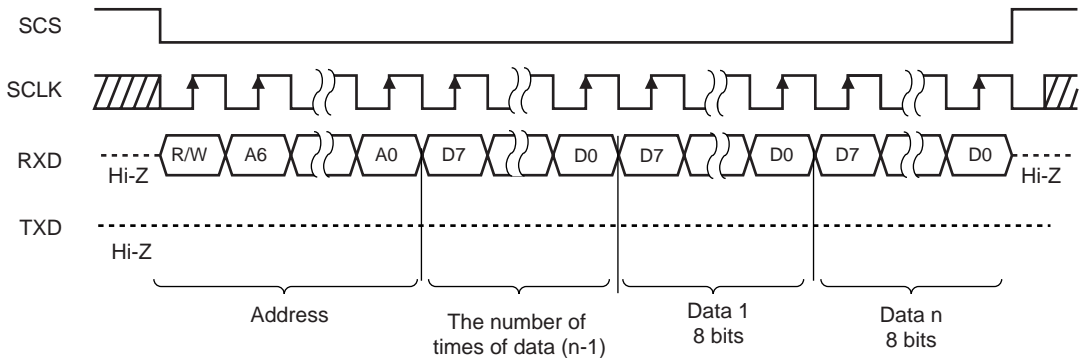 SCS
SCLK
RXD
R/W A6 A0 D7 D0 D7 D0 D7 D0
Hi-Z
Hi-Z
TXD
Hi-Z
Address
The number of
times of data (n-1)
Data 1
8 bits
Data n
8 bits